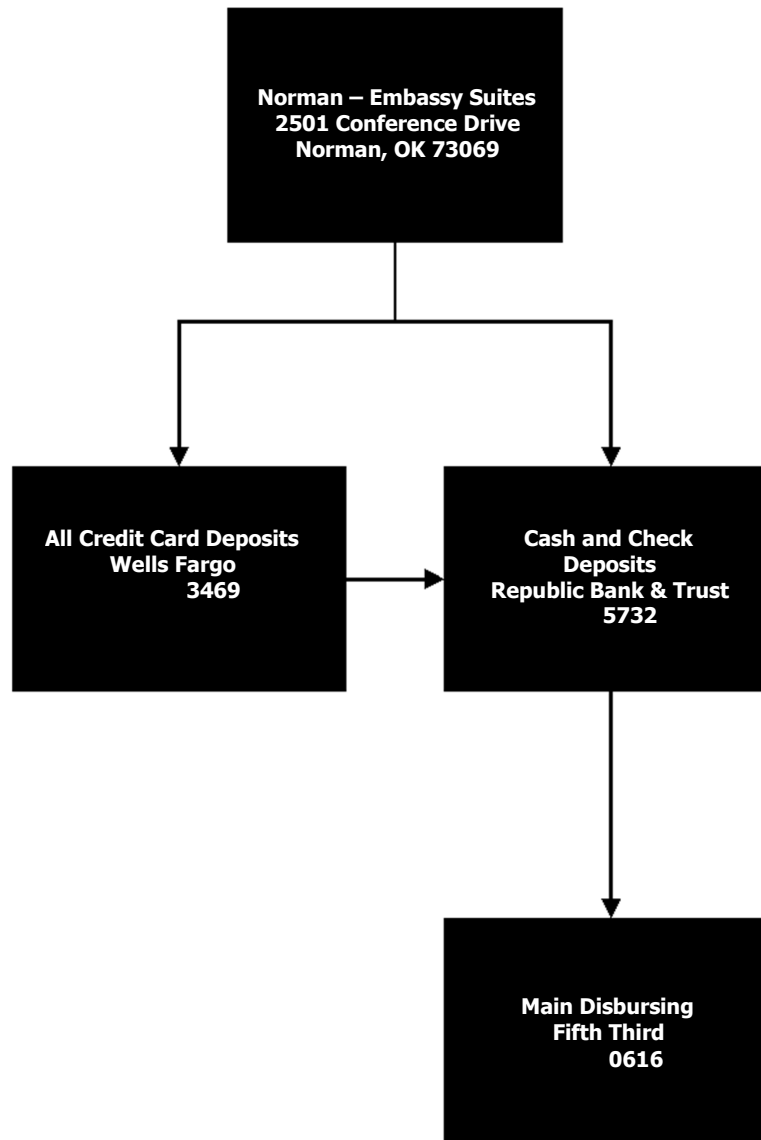 Norman – Embassy Suites
2501 Conference Drive
Norman, OK 73069
All Credit Card Deposits
Wells Fargo
3469
Cash and Check
Deposits
Republic Bank & Trust
5732
Main Disbursing
Fifth Third
0616